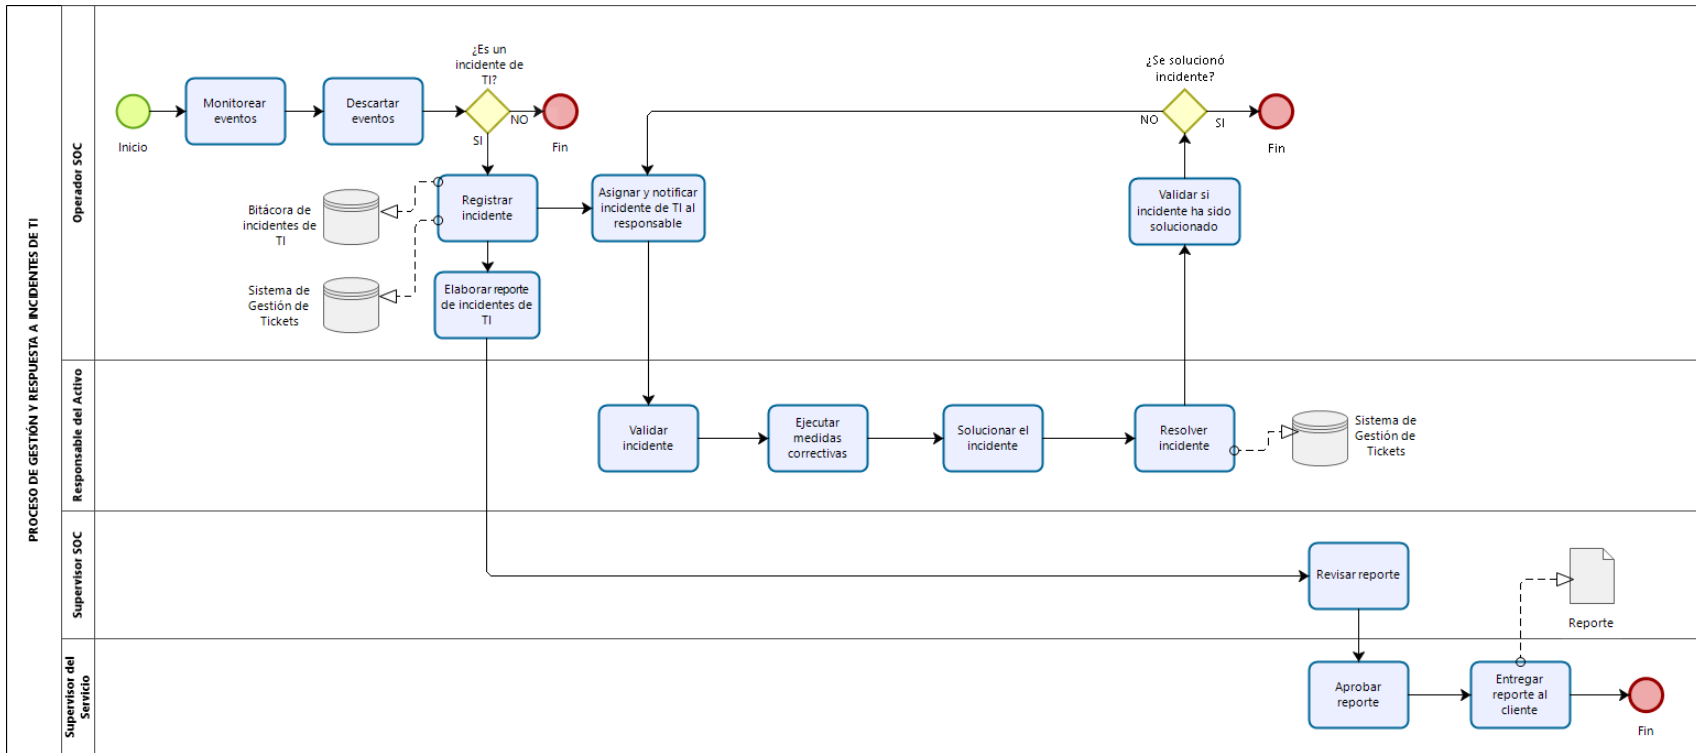 PROCESO DE GESTIÓN Y RESPUESTA A INCIDENTES DE TI
Operador SOC
Inicio
Monitorear
eventos
Descartar
eventos
¿Es un
incidente de
TI?
NO
SI
Fin
Registrar
incidente
Bitácora de
incidentes de
TI
Sistema de
Gestión de
Tickets
Elaborar reporte
de incidentes de
TI
Asignar y notificar
incidente de TI al
responsable
¿Se solucionó
incidente?
NO
SI
Fin
Validar si
incidente ha sido
solucionado
Responsable del Activo
Validar
incidente
Ejecutar
medidas
correctivas
Solucionar el
incidente
Resolver
incidente
Sistema de
Gestión de
Tickets
Supervisor SOC
Revisar reporte
Reporte
Supervisor del
Servicio
Aprobar
reporte
Entregar
reporte al
cliente
Fin